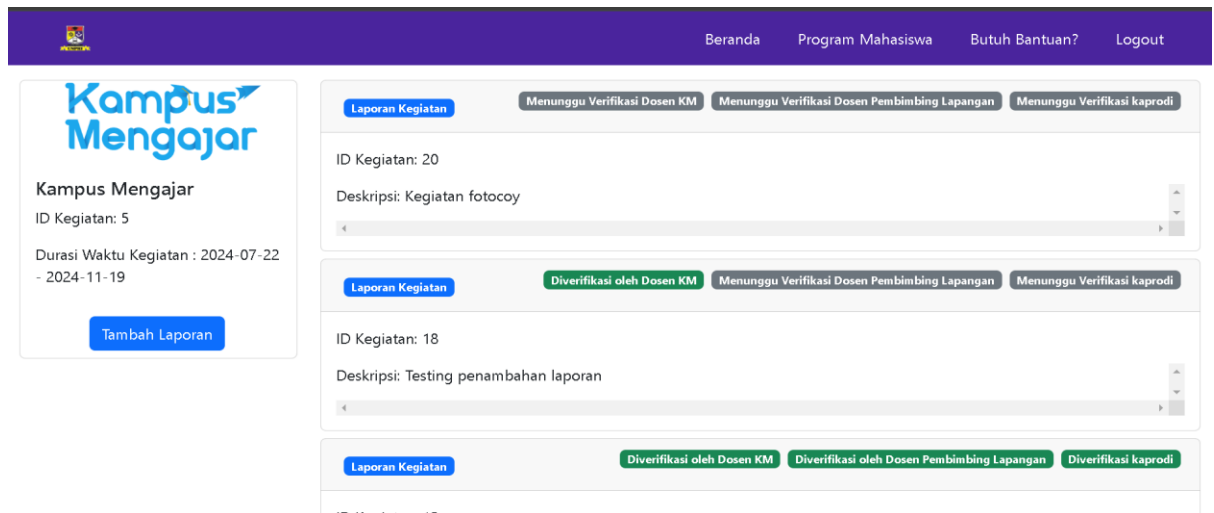 Beranda Program Mahasiswa Butuh Bantuan? Logout
Kampus
Mengajar
Kampus Mengajar
ID Kegiatan: 5
Durasi Waktu Kegiatan : 2024-07-22
- 2024-11-19
Tambah Laporan
Laporan Kegiatan Menunggu Verifikasi Dosen KM Menunggu Verifikasi Dosen Pembimbing Lapangan Menunggu Verifikasi kaprodi
ID Kegiatan: 20
Deskripsi: Kegiatan fotocoy
Laporan Kegiatan Diverifikasi oleh Dosen KM Menunggu Verifikasi Dosen Pembimbing Lapangan Menunggu Verifikasi kaprodi
ID Kegiatan: 18
Deskripsi: Testing penambahan laporan
Laporan Kegiatan Diverifikasi oleh Dosen KM Diverifikasi oleh Dosen Pembimbing Lapangan Diverifikasi kaprodi